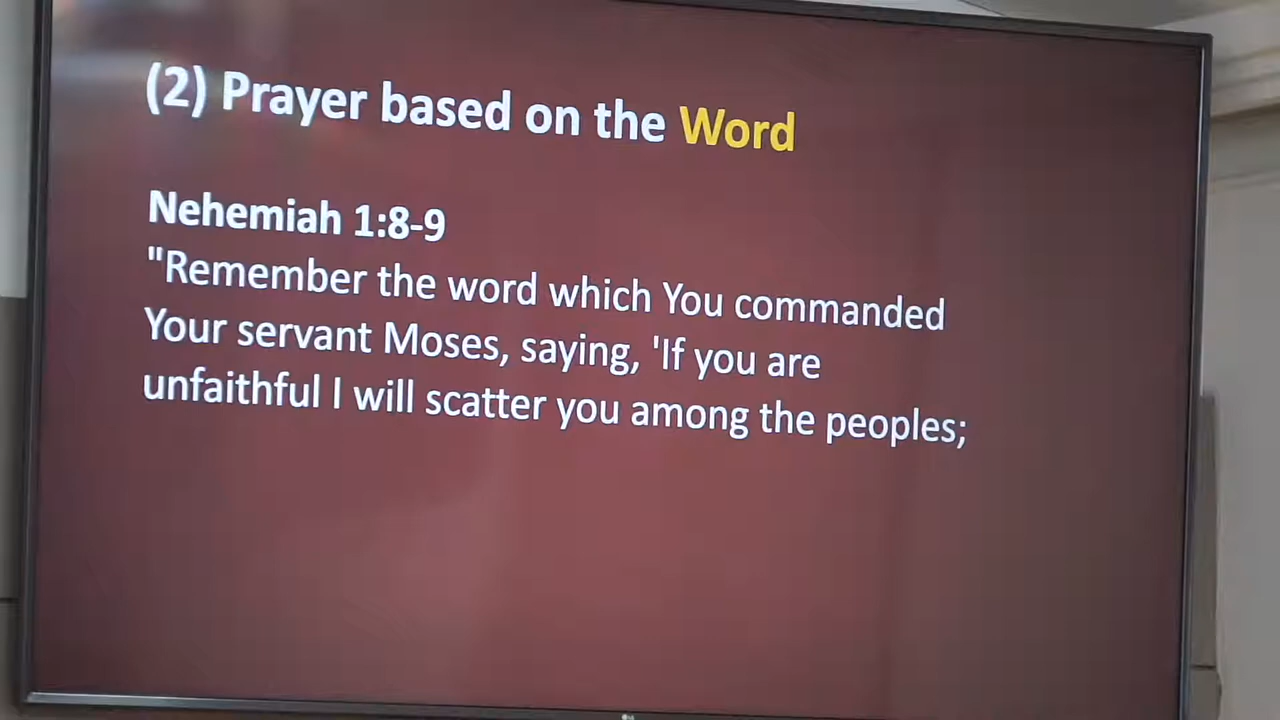 (2) Prayer based on the Word
Nehemiah 1:8-9
"Remember the word which You commanded
Your servant Moses, saying, 'If you are
unfaithful I will scatter you among the peoples;